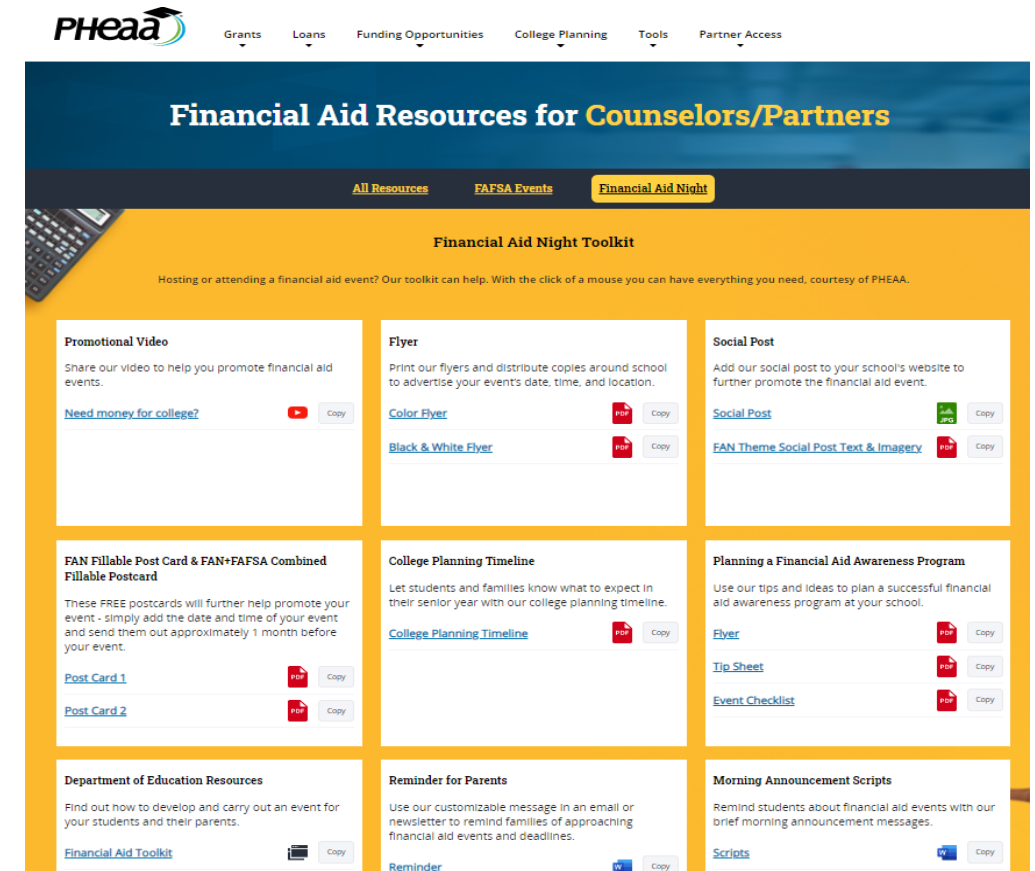 PHEAA
Grants
Loans
Funding Opportunities
College Planning
Tools
Partner Access
Financial Aid Resources for Counselors/Partners
All Resources
FAFSA Events
Financial Aid Night
Financial Aid Night Toolkit
Hosting or attending a financial aid event? Our toolkit can help. With the click of a mouse you can have everything you need, courtesy of PHEAA.
Promotional Video
Share our video to help you promote financial aid
events.
Need money for college?
Copy
Flyer
Print our flyers and distribute copies around school
to advertise your event's date, time, and location.
Color Flyer
PDF
Copy
Black & White Flyer
PDF
Copy
Social Post
Add our social post to your school's website to
further promote the financial aid event.
Social Post
JPG
Copy
FAN Theme Social Post Text & Imagery
PDF
Copy
FAN Fillable Post Card & FAN+FAFSA Combined
Fillable Postcard
These FREE postcards will further help promote your
event - simply add the date and time of your event
and send them out approximately 1 month before
your event.
Post Card 1
PDF
Copy
Post Card 2
PDF
Copy
College Planning Timeline
Let students and families know what to expect in
their senior year with our college planning timeline.
College Planning Timeline
PDF
Copy
Planning a Financial Aid Awareness Program
Use our tips and ideas to plan a successful financial
aid awareness program at your school.
Flyer
PDF
Copy
Tip Sheet
PDF
Copy
Event Checklist
PDF
Copy
Department of Education Resources
Find out how to develop and carry out an event for
your students and their parents.
Financial Aid Toolkit
Copy
Reminder for Parents
Use our customizable message in an email or
newsletter to remind families of approaching
financial aid events and deadlines.
Reminder
W
Copy
Morning Announcement Scripts
Remind students about financial aid events with our
brief morning announcement messages.
Scripts
W
Copy